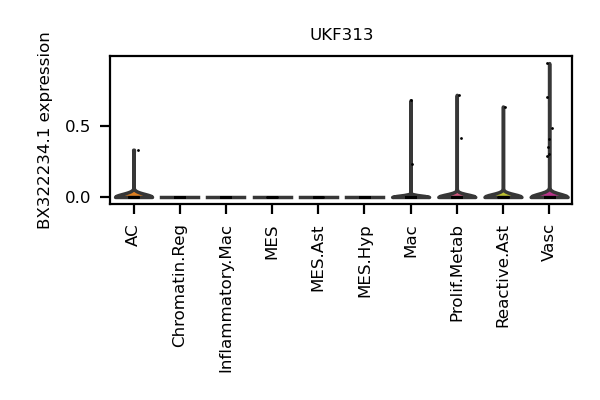 UKF313
BX322234.1 expression
0.5
0.0
AC
Chromatin.Reg
Inflammatory.Mac
MES
MES.Ast
MES.Hyp
Mac
Prolif.Metab
Reactive.Ast
Vasc